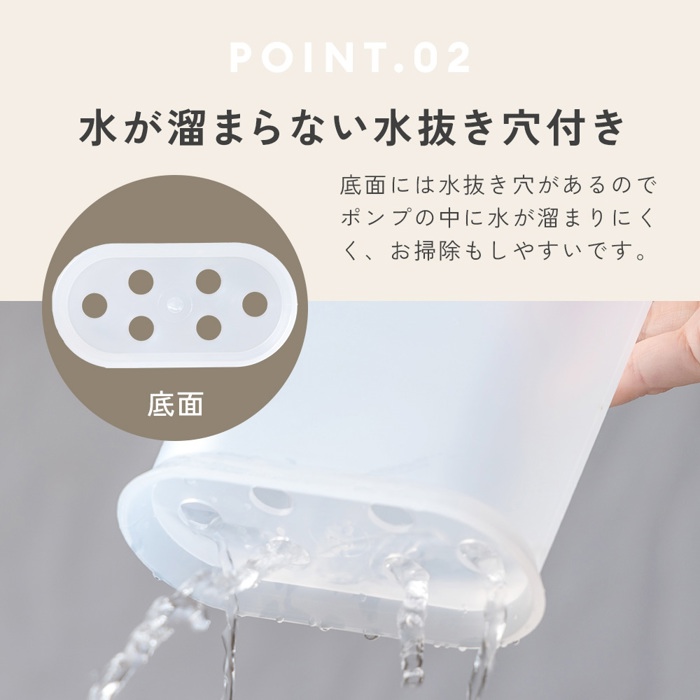 POINT.02
水が溜まらない水抜き穴付き
底面には水抜き穴があるので
ポンプの中に水が溜まりにく
く、お掃除もしやすいです。
底面